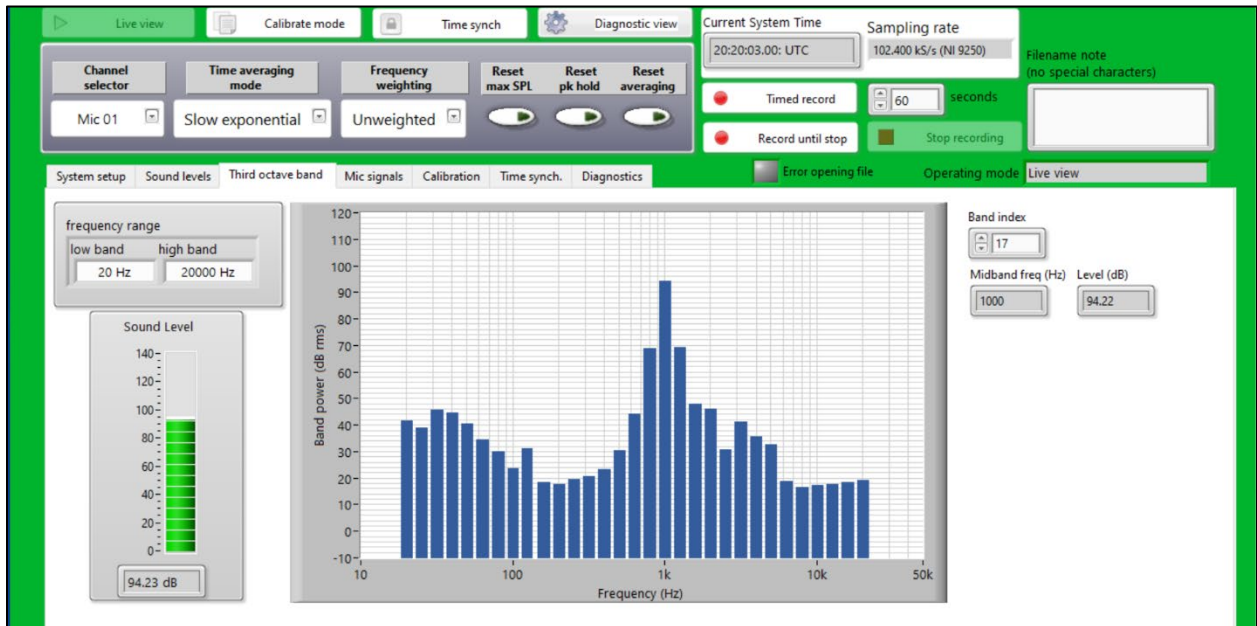 Live view
Calibrate mode
Time synch
Diagnostic view
Current System Time
20:20:03.00: UTC
Sampling rate
102.400 kS/s (NI 9250)
Filename note
(no special characters)
Channel
selector
Mic 01
Time averaging
mode
Slow exponential
Frequency
weighting
Unweighted
Reset
max SPL
Reset
pk hold
Reset
averaging
Timed record
60 seconds
Record until stop
Stop recording
Error opening file
Operating mode Live view
System setup
Sound levels
Third octave band
Mic signals
Calibration
Time synch.
Diagnostics
frequency range
low band high band
20 Hz 20000 Hz
Sound Level
140
120
100
80
60
40
20
0
94.23 dB
Band power (dB rms)
120
110
100
90
80
70
60
50
40
30
20
10
0
-10
10 100 1k 10k 50k
Frequency (Hz)
Band index
17
Midband freq (Hz) Level (dB)
1000 94.22